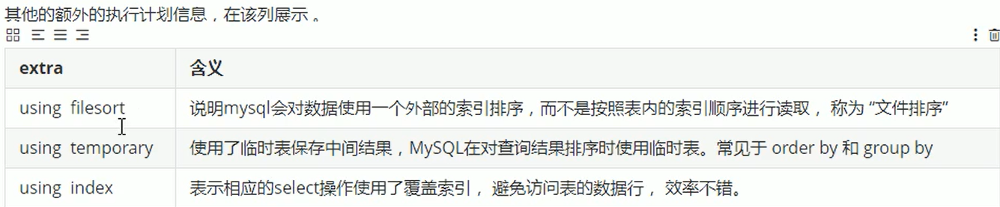 其他的额外的执行计划信息，在该列展示 。
extra 含义
using filesort 说明mysql会对数据使用一个外部的索引排序，而不是按照表内的索引顺序进行读取， 称为 “文件排序”
using temporary 使用了临时表保存中间结果，MySQL在对查询结果排序时使用临时表。常见于 order by 和 group by
using index 表示相应的select操作使用了覆盖索引， 避免访问表的数据行， 效率不错。